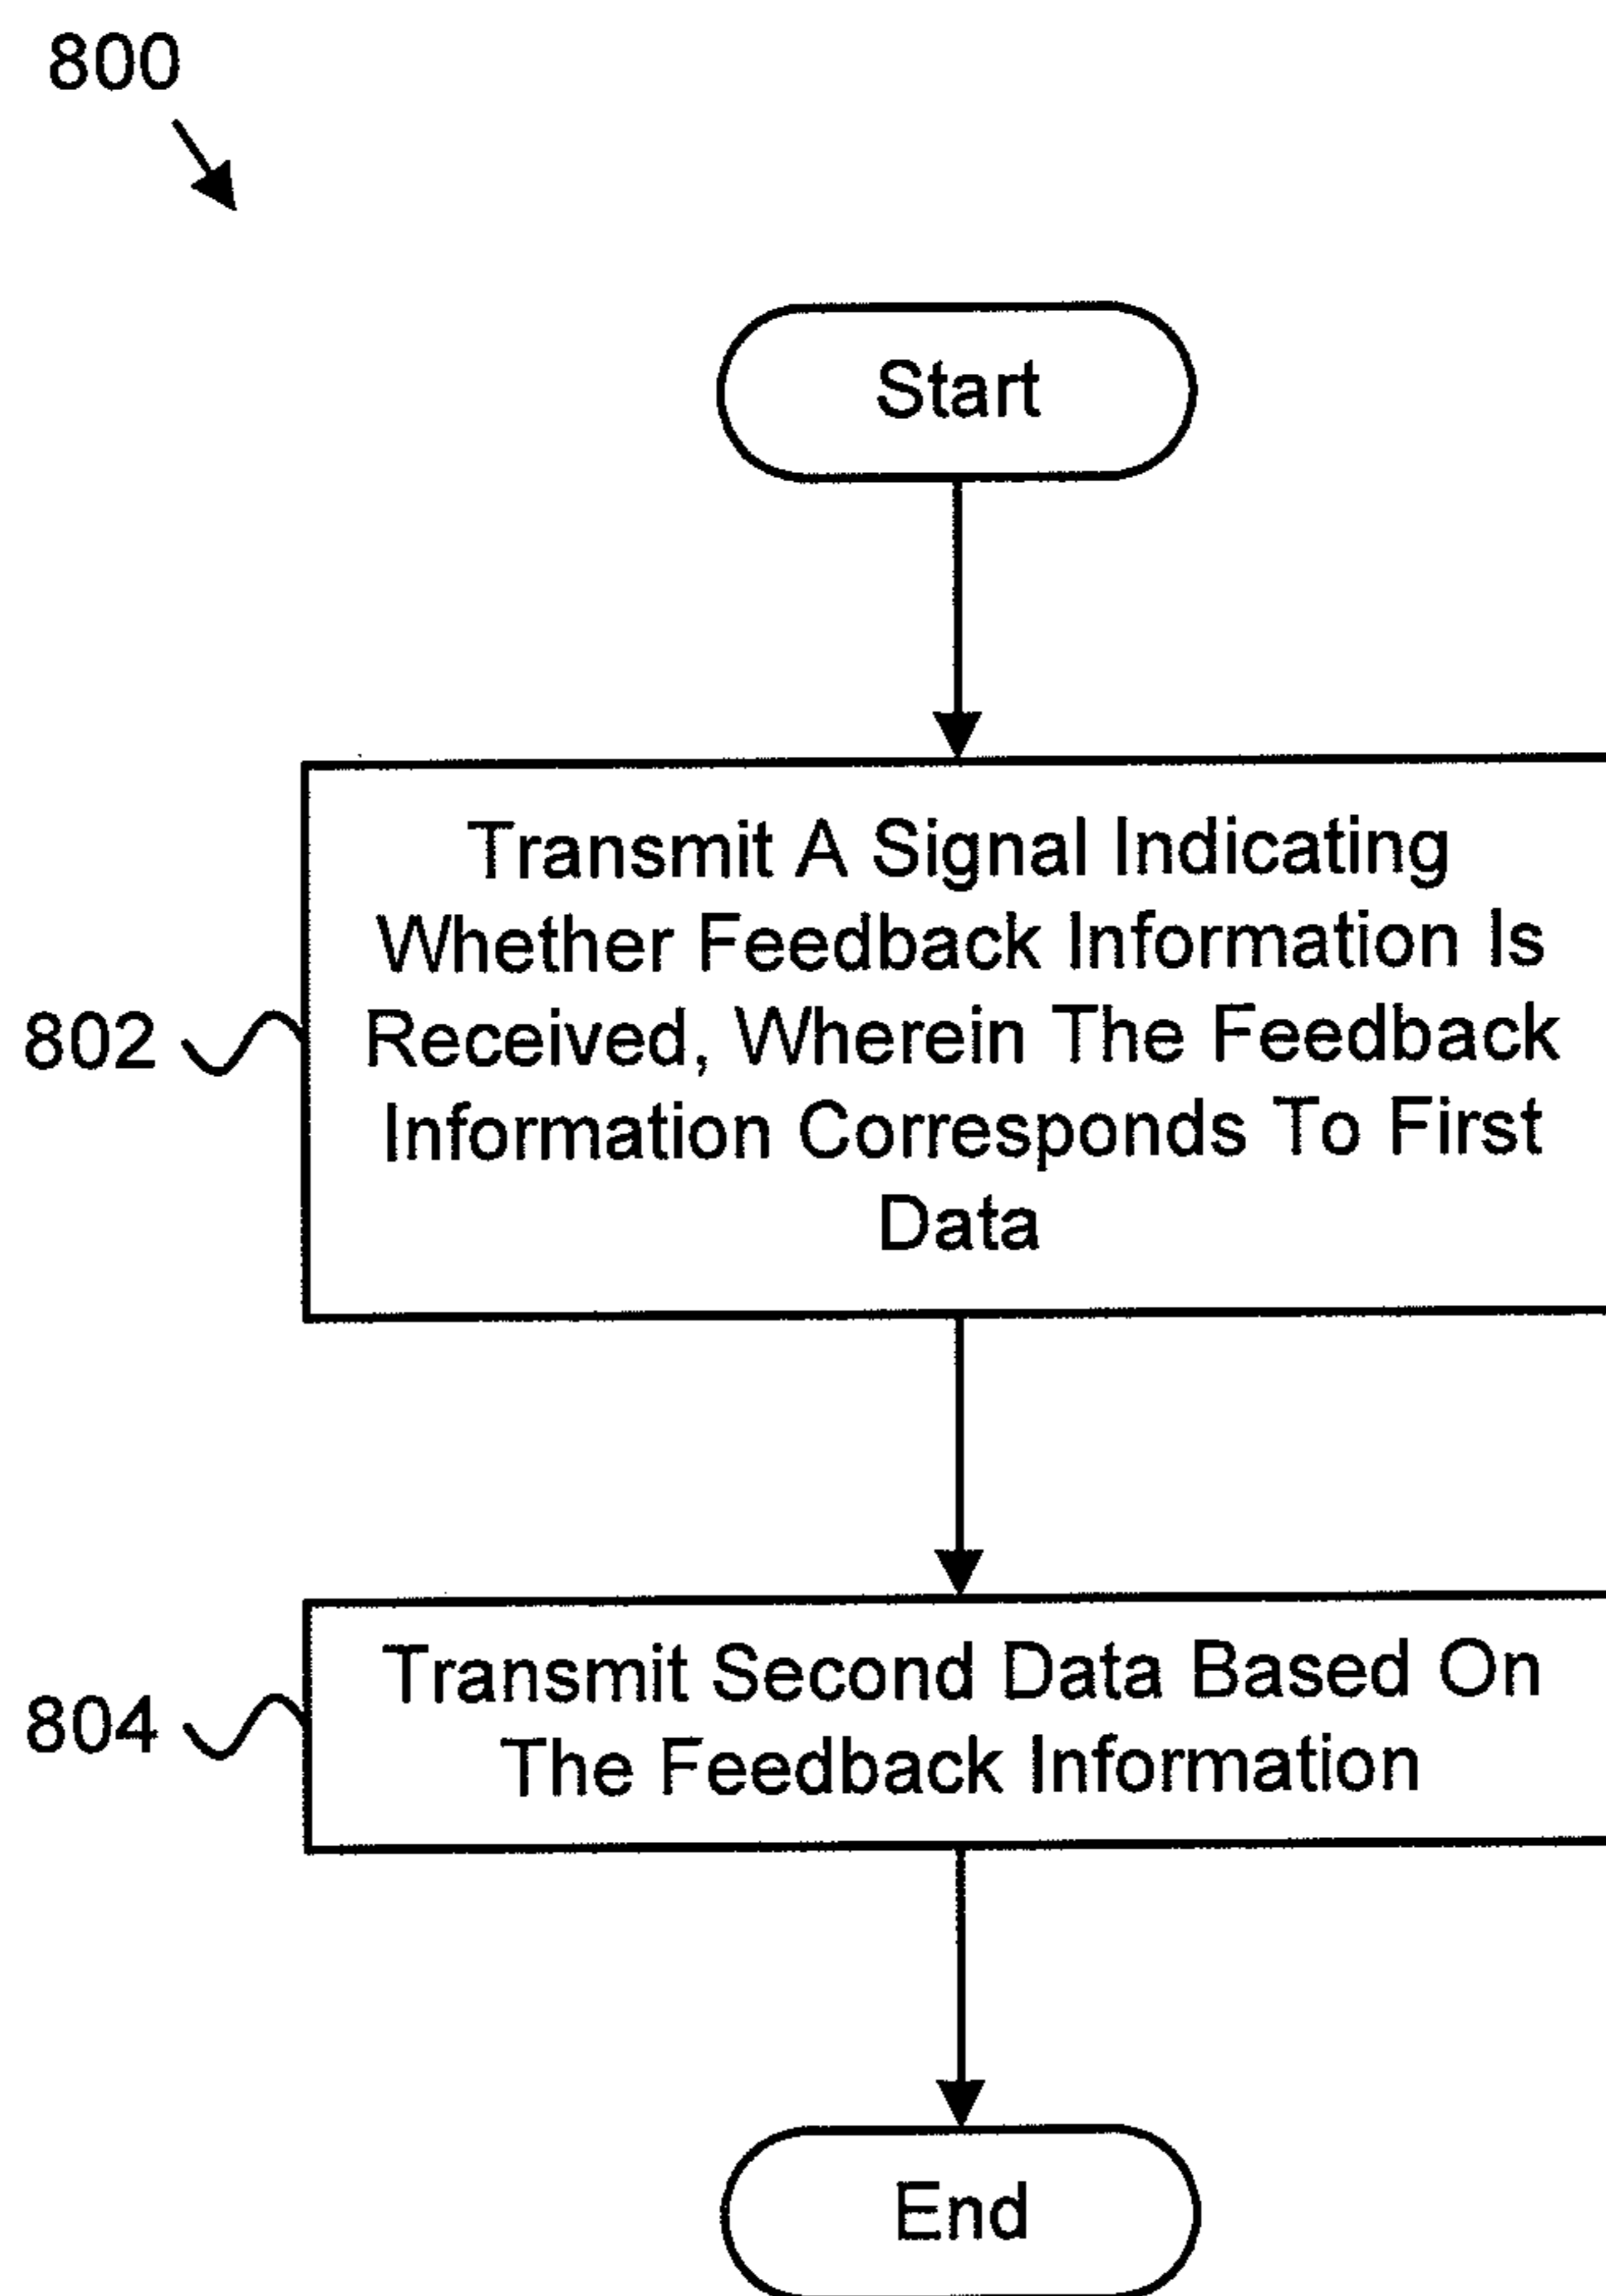 800
Start
Transmit A Signal Indicating
Whether Feedback Information Is
Received, Wherein The Feedback
Information Corresponds To First
Data
802
Transmit Second Data Based On
The Feedback Information
804
End